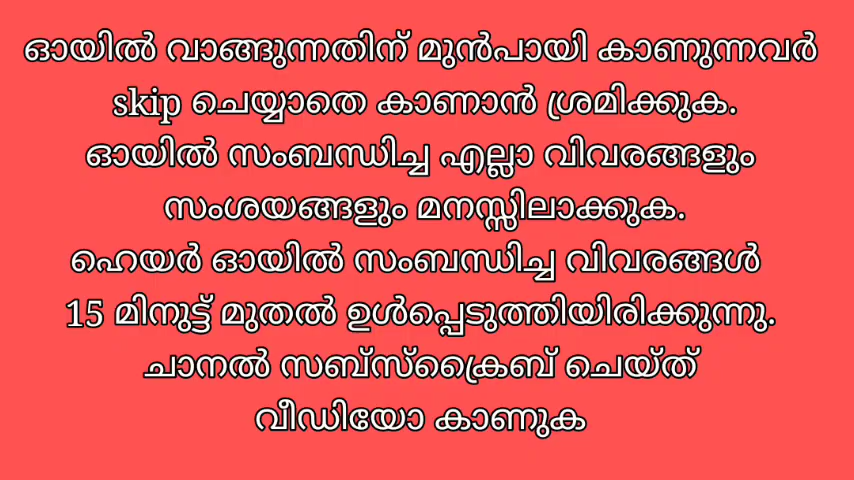 ഓയിൽ വാങ്ങുന്നതിന് മുൻപായി കാണുന്നവർ
skip ചെയ്യാതെ കാണാൻ ശ്രമിക്കുക.
ഓയിൽ സംബന്ധിച്ച എല്ലാ വിവരങ്ങളും
സംശയങ്ങളും മനസ്സിലാക്കുക.
ഹെയർ ഓയിൽ സംബന്ധിച്ച വിവരങ്ങൾ
15 മിനുട്ട് മുതൽ ഉൾപ്പെടുത്തിയിരിക്കുന്നു.
ചാനൽ സബ്സ്ക്രൈബ് ചെയ്ത്
വീഡിയോ കാണുക